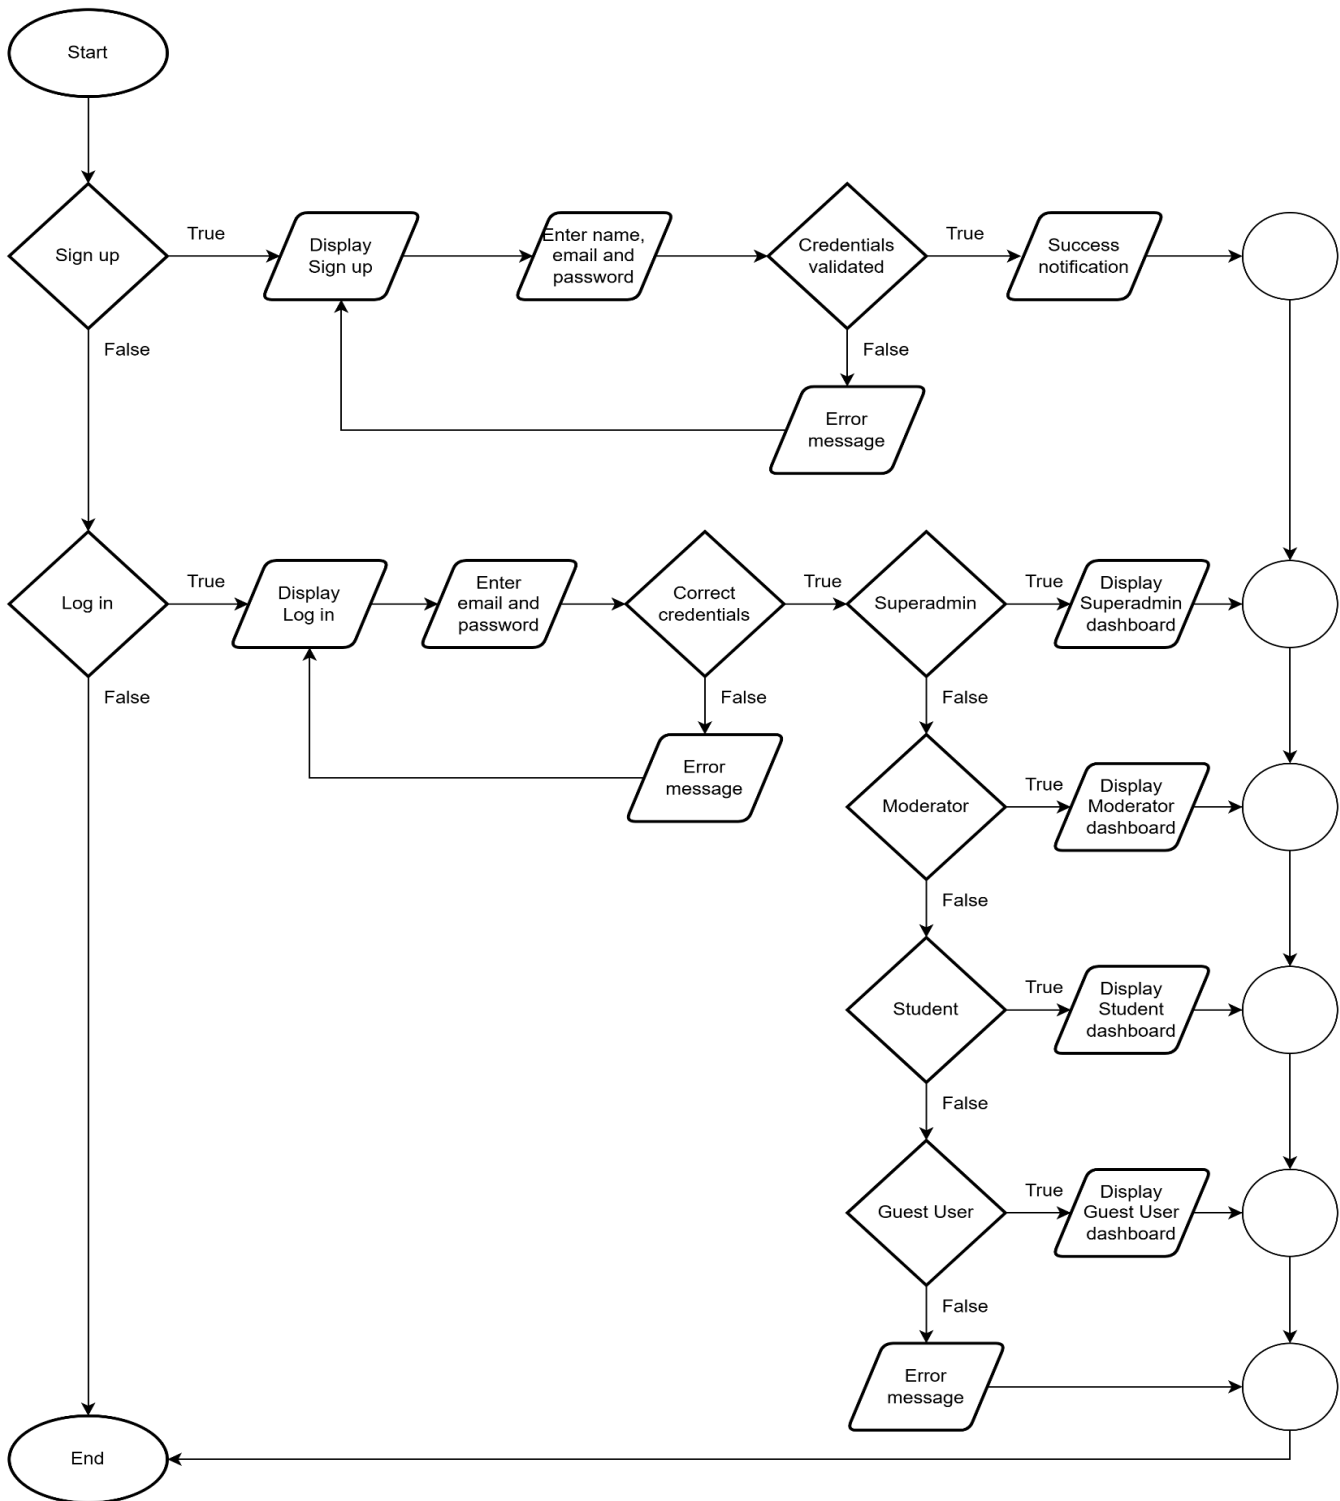 Start
Sign up
True
Display
Sign up
Enter name,
email and
password
Credentials
validated
True
Success
notification
False
False
Error
message
Log in
True
Display
Log in
Enter
email and
password
Correct
credentials
True
Superadmin
True
Display
Superadmin
dashboard
False
False
False
Error
message
Moderator
True
Display
Moderator
dashboard
False
Student
True
Display
Student
dashboard
False
Guest User
True
Display
Guest User
dashboard
False
Error
message
End